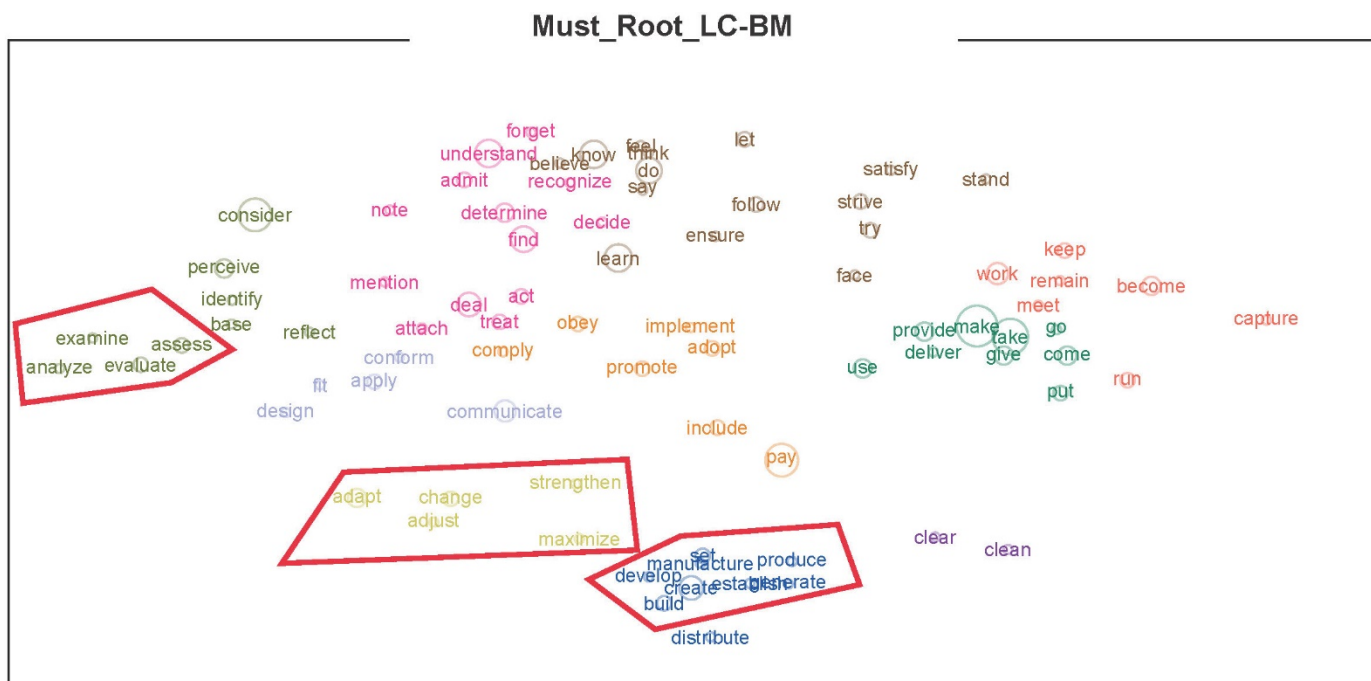 Must_Root_LC-BM
forget
understand
believe
know
feel
think
do
say
let
admit
recognize
satisfy
stand
consider
note
determine
decide
follow
strive
find
ensure
try
learn
keep
perceive
mention
face
work
remain
become
identify
deal
act
meet
capture
base
reflect
attach
treat
obey
implement
provide
make
take
go
examine
assess
conform
comply
adopt
deliver
give
come
analyze
evaluate
fit
apply
promote
use
run
put
design
communicate
include
pay
adapt
change
strengthen
adjust
maximize
clear
clean
set
manufacture
produce
develop
create
establish
generate
build
distribute